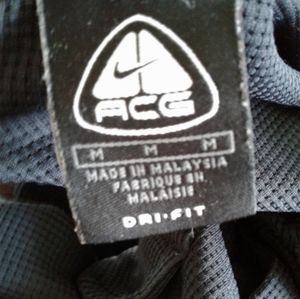 ACG
M M M
MADE IN MALAYSIA
FABRIQUE EN
MALAISIE
DRI-FIT